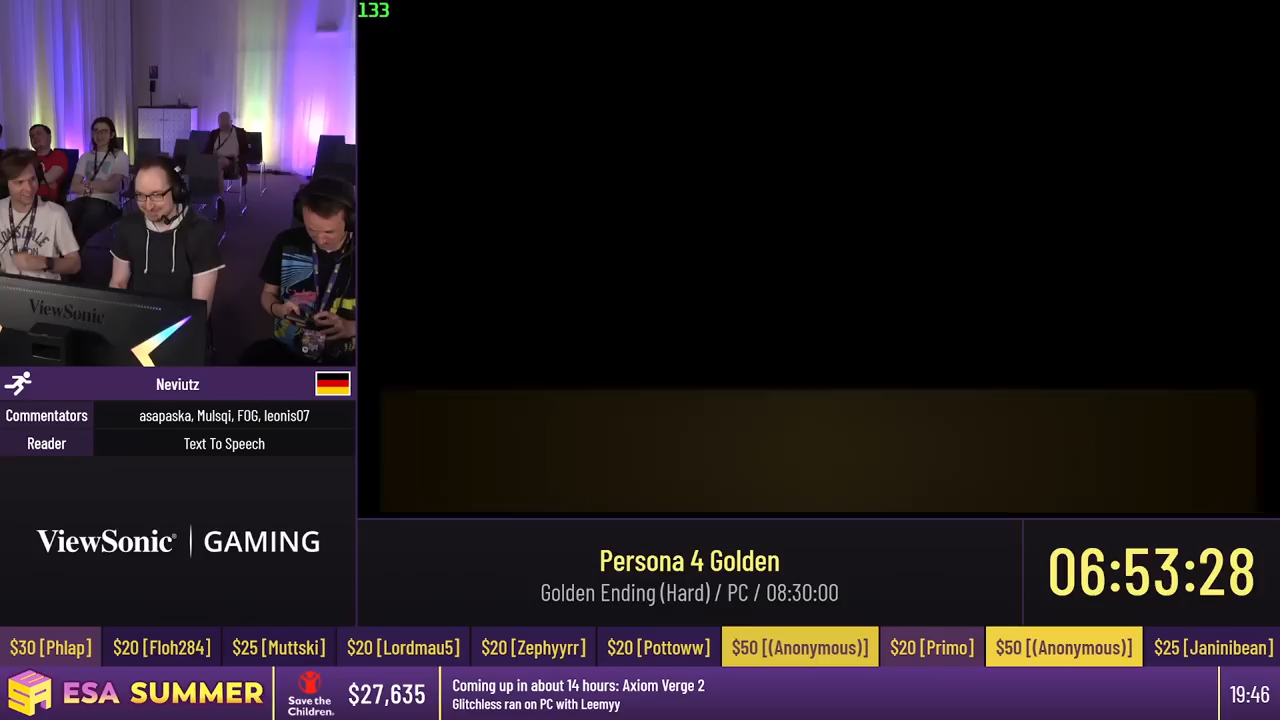 133
ViewSonic
Neviutz
Commentators
asapaska, Mulsqi, FOG, leonis07
Reader
Text To Speech
ViewSonic® | GAMING
Persona 4 Golden
Golden Ending (Hard) / PC / 08:30:00
06:53:28
$30 [Phlap]
$20 [Floh284]
$25 [Muttski]
$20 [Lordmau5]
$20 [Zephyyrr]
$20 [Pottoww]
$50 [(Anonymous)]
$20 [Primo]
$50 [(Anonymous)]
$25 [Janinibean]
ESA SUMMER
Save the
Children.
$27,635
Coming up in about 14 hours: Axiom Verge 2
Glitchless ran on PC with Leemyy
19:46